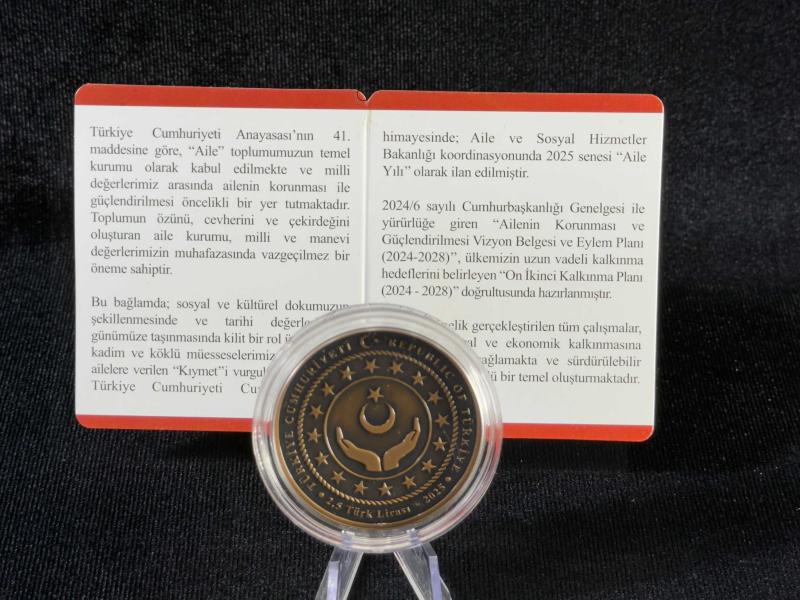 Türkiye Cumhuriyeti Anayasası’nın 41.
maddesine göre, “Aile” toplumumuzun temel
kurumu olarak kabul edilmekte ve milli
değerlerimiz arasında ailenin korunması ile
güçlendirilmesi öncelikli bir yer tutmaktadır.
Toplumun özünü, cevherini ve çekirdeğini
oluşturan aile kurumu, milli ve manevi
değerlerimizin muhafazasında vazgeçilmez bir
öneme sahiptir.
Bu bağlamda; sosyal ve kültürel dokumuzun
şekillenmesinde ve tarihi
günümüze taşınmasında kilit bir rol
kadim ve köklü
ailelere verilen “Kıymet”i
Türkiye Cumhuriyeti
himayesinde; Aile ve Sosyal Hizmetler
Bakanlığı koordinasyonunda 2025 senesi “Aile
Yılı” olarak ilan edilmiştir.
2024/6 sayılı Cumhurbaşkanlığı Genelgesi ile
yürürlüğe giren “Ailenin Korunması ve
Güçlendirilmesi Vizyon Belgesi ve Eylem Planı
(2024-2028)”, ülkemizin uzun vadeli kalkınma
hedeflerini belirleyen “On İkinci Kalkınma Planı
(2024 - 2028)” doğrultusunda hazırlanmıştır.
gerçekleştirilen tüm çalışmalar,
ve ekonomik kalkınmasına
ve sürdürülebilir
bir temel oluşturmaktadır.
TÜRKİYE CUMHURİYETİ REPUBLIC OF TÜRKİYE
2.5 Türk Lirası 2025